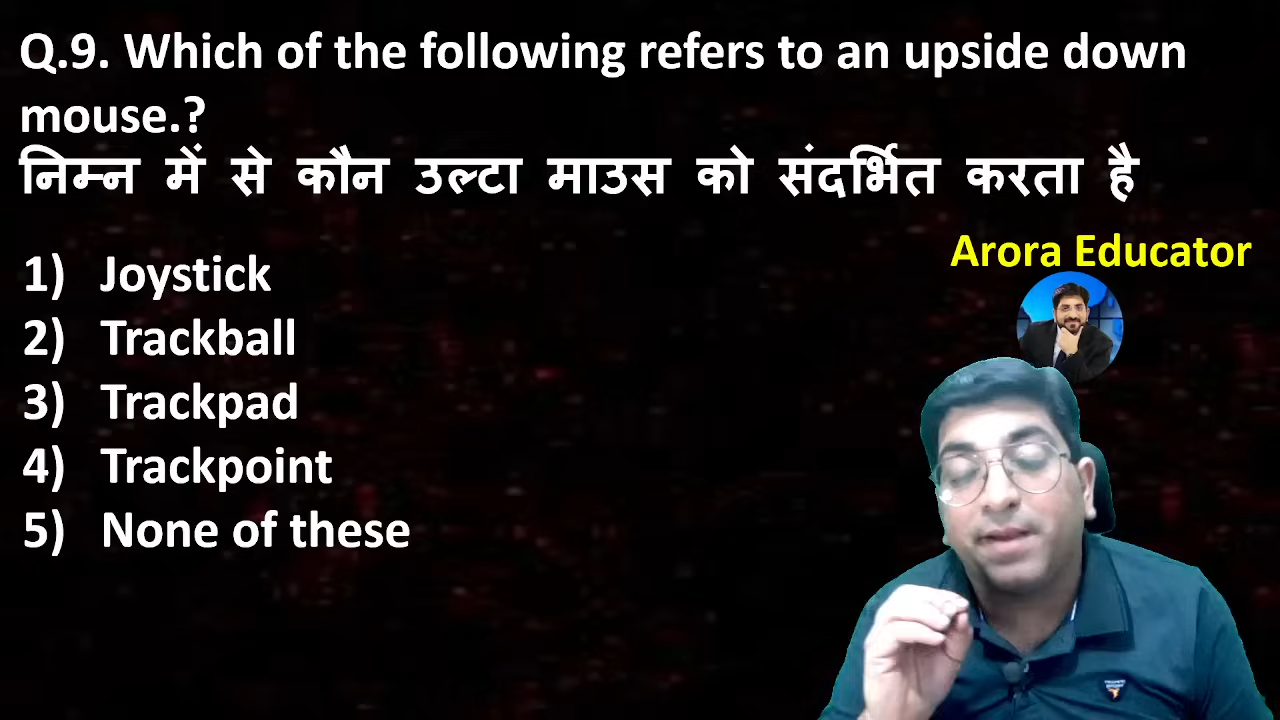 Q.9. Which of the following refers to an upside down
mouse.?
निम्न में से कौन उल्टा माउस को संदर्भित करता है
Arora Educator
1) Joystick
2) Trackball
3) Trackpad
4) Trackpoint
5) None of these